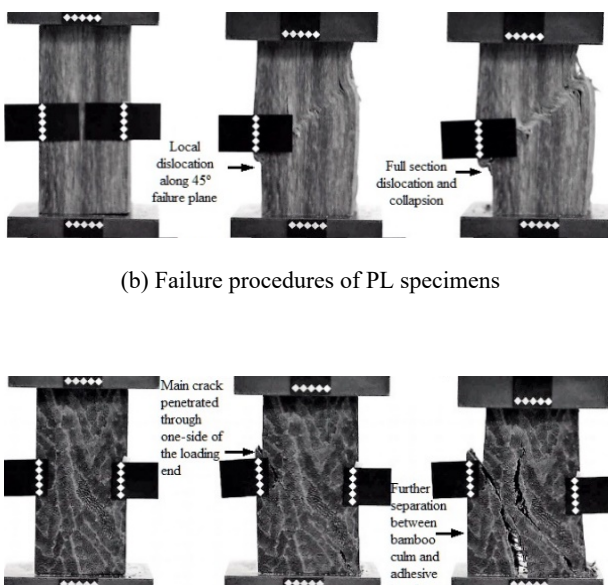 Local
dislocation
along 45°
failure plane
Full section
dislocation and
collapsion
(b) Failure procedures of PL specimens
Main crack
penetrated
through
one-side of
the loading
end
Further
separation
between
bamboo
culm and
adhesive